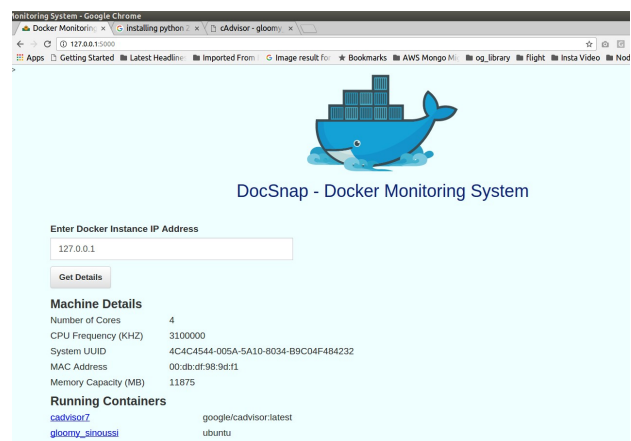 onitoring System - Google Chrome
Docker Monitoring × G installing python 2 × cAdvisor - gloomy ×
127.0.0.1:5000
Apps Getting Started Latest Headlines Imported From G Image result for Bookmarks AWS Mongo Mig og_library flight Insta Video Nod
>
DocSnap - Docker Monitoring System
Enter Docker Instance IP Address
127.0.0.1
Get Details
Machine Details
Number of Cores 4
CPU Frequency (KHZ) 3100000
System UUID 4C4C4544-005A-5A10-8034-B9C04F484232
MAC Address 00:db:df:98:9d:f1
Memory Capacity (MB) 11875
Running Containers
cadvisor7 google/cadvisor:latest
gloomy_sinoussi ubuntu